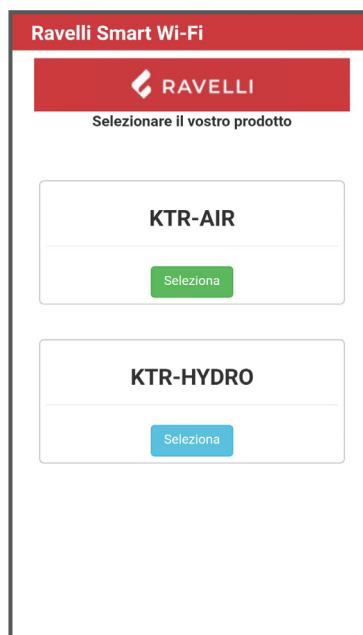 Ravelli Smart Wi-Fi
RAVELLI
Selezionare il vostro prodotto
KTR-AIR
Seleziona
KTR-HYDRO
Seleziona